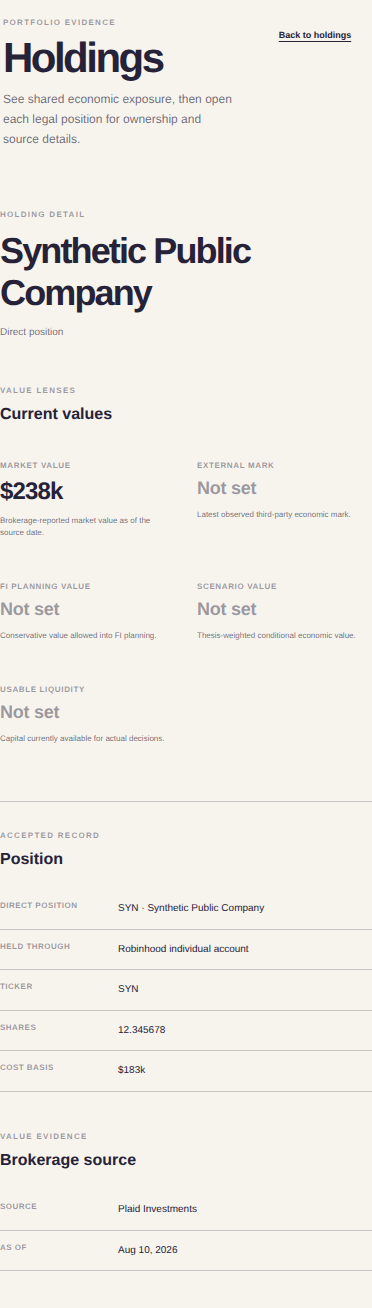 PORTFOLIO EVIDENCE
Back to holdings
Holdings
See shared economic exposure, then open
each legal position for ownership and
source details.
HOLDING DETAIL
Synthetic Public
Company
Direct position
VALUE LENSES
Current values
MARKET VALUE
$238k
Brokerage-reported market value as of the
source date.
EXTERNAL MARK
Not set
Latest observed third-party economic mark.
FI PLANNING VALUE
Not set
Conservative value allowed into FI planning.
SCENARIO VALUE
Not set
Thesis-weighted conditional economic value.
USABLE LIQUIDITY
Not set
Capital currently available for actual decisions.
ACCEPTED RECORD
Position
DIRECT POSITION SYN · Synthetic Public Company
HELD THROUGH Robinhood individual account
TICKER SYN
SHARES 12.345678
COST BASIS $183k
VALUE EVIDENCE
Brokerage source
SOURCE Plaid Investments
AS OF Aug 10, 2026